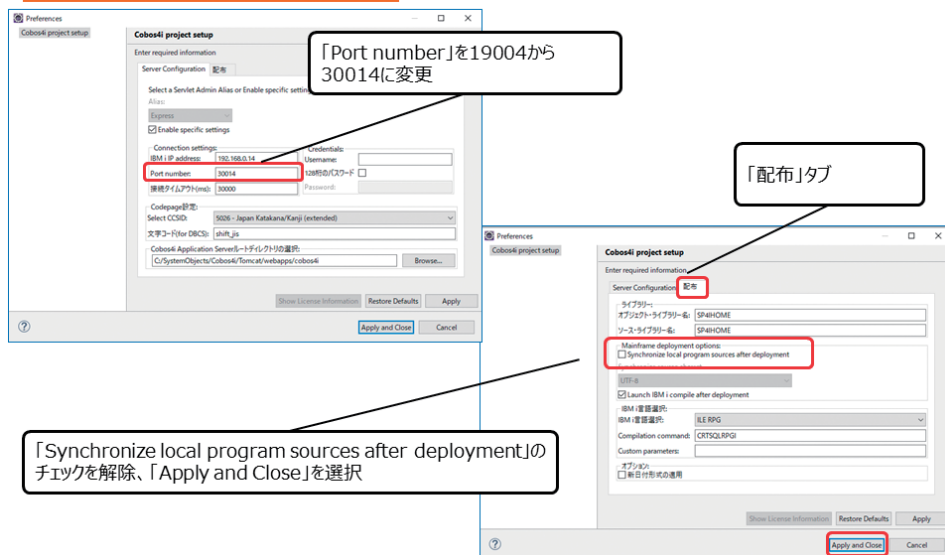 Preferences
Cobos4i project setup
Cobos4i project setup
Enter required information
Server Configuration 配布
Select a Servlet Admin Alias or Enable specific
Alias:
Express
Enable specific settings
Connection settings:
IBM i IP address: 192.168.0.14
Port number: 30014
接続タイムアウト(ms): 30000
Credentials:
Username:
128桁のパスワード
Password:
Codepage設定:
Select CCSID: 5026 - Japan Katakana/Kanji (extended)
文字コード(for DBCS): shift_jis
Cobos4i Application Serverルートディレクトリの選択:
C:/SystemObjects/Cobos4i/Tomcat/webapps/cobos4i Browse...
Show License Information Restore Defaults Apply
Apply and Close Cancel
「Port number」を19004から
30014に変更
「配布」タブ
Preferences
Cobos4i project setup
Cobos4i project setup
Enter required information
Server Configuration 配布
ライブラリー:
オブジェクト・ライブラリー名: SP4IHOME
ソース・ライブラリー名: SP4IHOME
Mainframe deployment options:
Synchronize local program sources after deployment
UTF-8
Launch IBM i compile after deployment
IBM i言語選択:
IBM i言語選択: ILE RPG
Compilation command: CRTSQLRPGI
Custom parameters:
オプション:
新日付形式の適用
Show License Information Restore Defaults Apply
Apply and Close Cancel
「Synchronize local program sources after deployment」の
チェックを解除、「Apply and Close」を選択